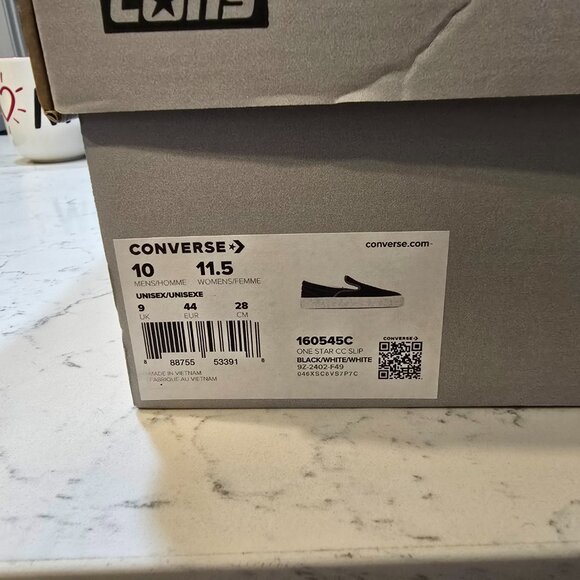 CONS
CONVERSE
converse.com
10 11.5
MENS/HOMME WOMENS/FEMME
UNISEX/UNISEXE
9 44 28
UK EUR CM
8 88755 53391 8
MADE IN VIETNAM
FABRIQUE AU VIETNAM
160545C
ONE STAR CC SLIP
BLACK/WHITE/WHITE
9Z-2402-F49
046XSC6VS7P7C
CONVERSE